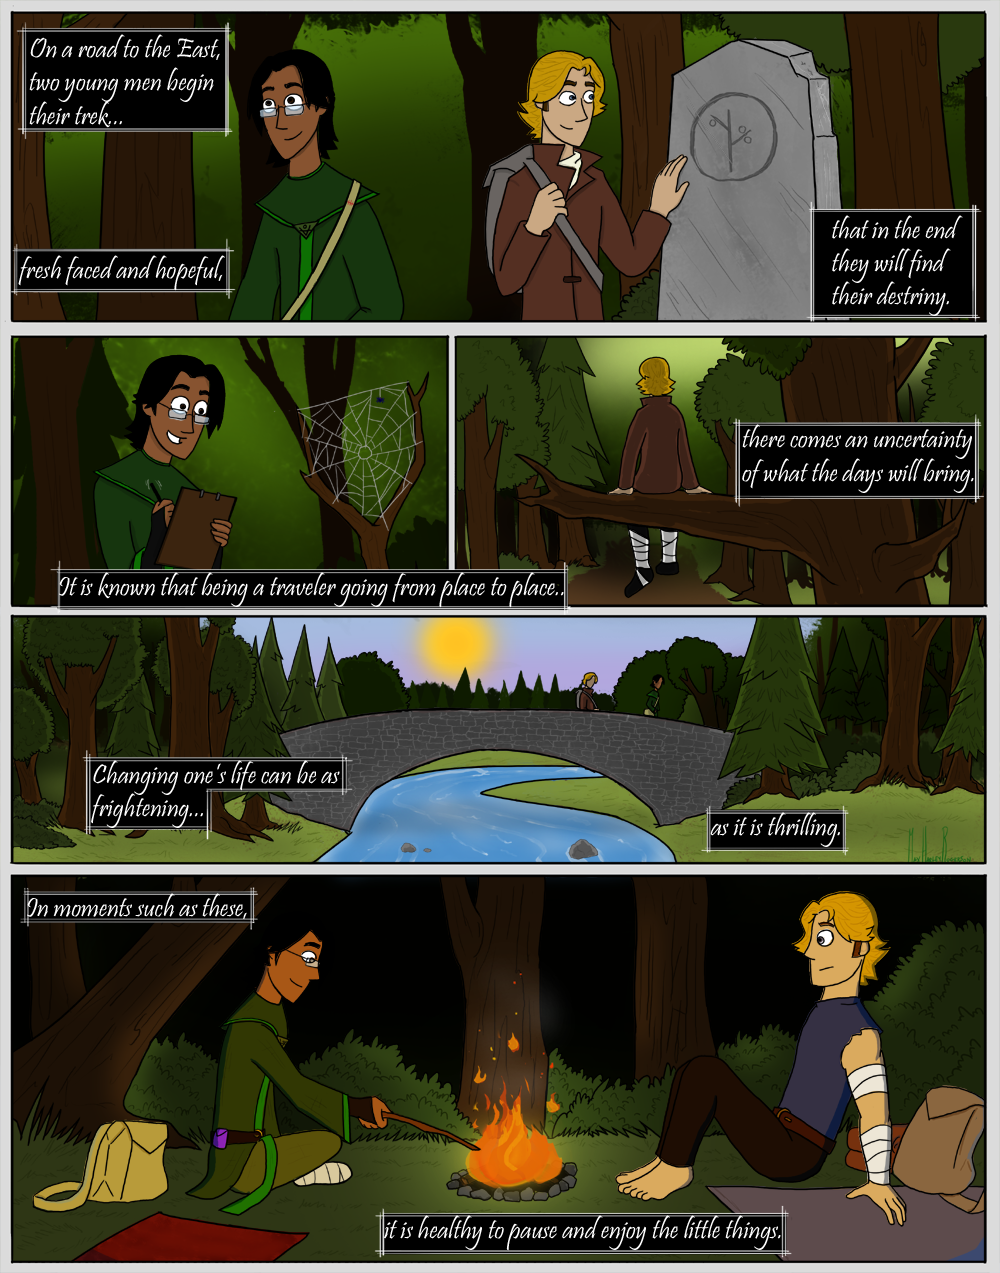 On a road to the East,
two young men begin
their trek...
fresh faced and hopeful,
that in the end
they will find
their destriny.
It is known that being a traveler going from place to place..
there comes an uncertainty
of what the days will bring.
Changing one's life can be as
frightening...
as it is thrilling.
In moments such as these,
it is healthy to pause and enjoy the little things.